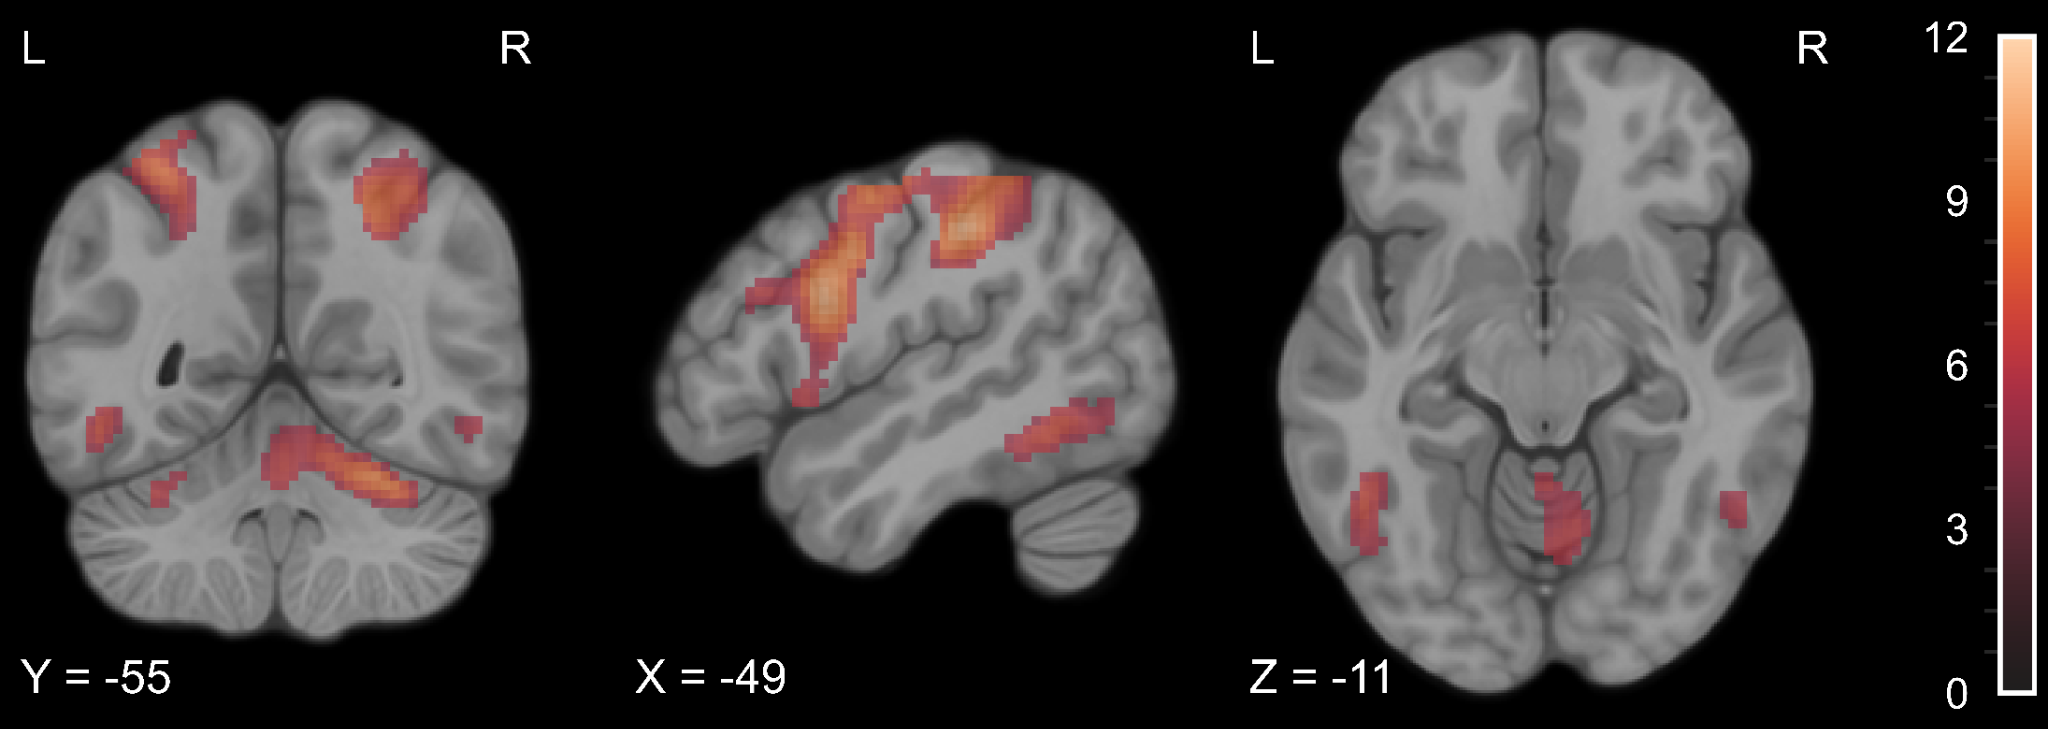 L R
Y = -55
X = -49
L R
Z = -11
12
9
6
3
0